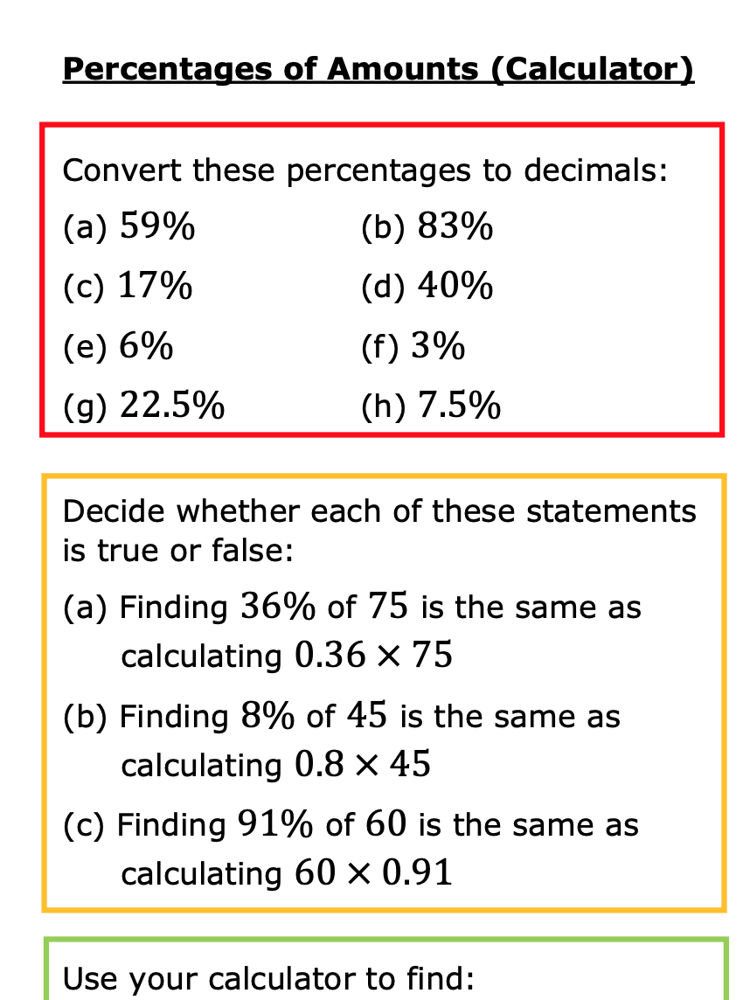 Percentages of Amounts (Calculator)
Convert these percentages to decimals:
(a) 59% (b) 83%
(c) 17% (d) 40%
(e) 6% (f) 3%
(g) 22.5% (h) 7.5%
Decide whether each of these statements
is true or false:
(a) Finding 36% of 75 is the same as
calculating 0.36 × 75
(b) Finding 8% of 45 is the same as
calculating 0.8 × 45
(c) Finding 91% of 60 is the same as
calculating 60 × 0.91
Use your calculator to find: